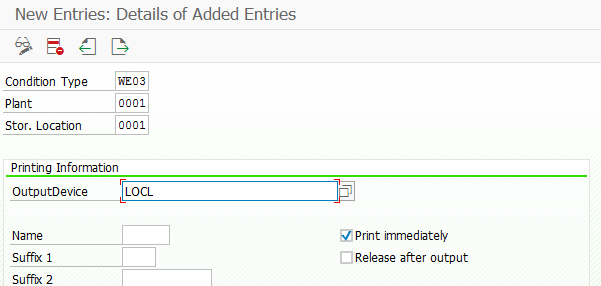 New Entries: Details of Added Entries
Condition Type WE03
Plant 0001
Stor. Location 0001
Printing Information
OutputDevice LOCL
Name Print immediately
Suffix 1 Release after output
Suffix 2